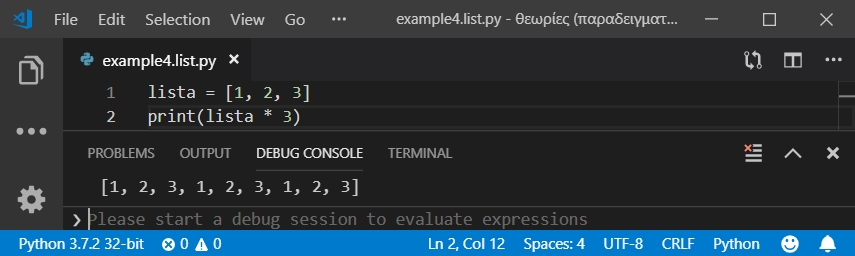 File Edit Selection View Go ··· example4.list.py - θεωρίες (παραδειγματ...
example4.list.py
1 lista = [1, 2, 3]
2 print(lista * 3)
PROBLEMS OUTPUT DEBUG CONSOLE TERMINAL
[1, 2, 3, 1, 2, 3, 1, 2, 3]
Please start a debug session to evaluate expressions
Python 3.7.2 32-bit 0 0 Ln 2, Col 12 Spaces: 4 UTF-8 CRLF Python